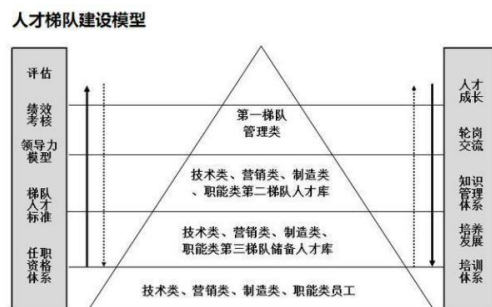 人才梯队建设模型
评估
绩效
考核
领导力
模型
梯队
人才
标准
任职
资格
体系
第一梯队
管理类
技术类、营销类、制造类
、职能类第二梯队人才库
技术类、营销类、制造类、
职能类第三梯队储备人才库
技术类、营销类、制造类、职能类员工
人才
成长
轮岗
交流
知识
管理
体系
培养
发展
培训
体系